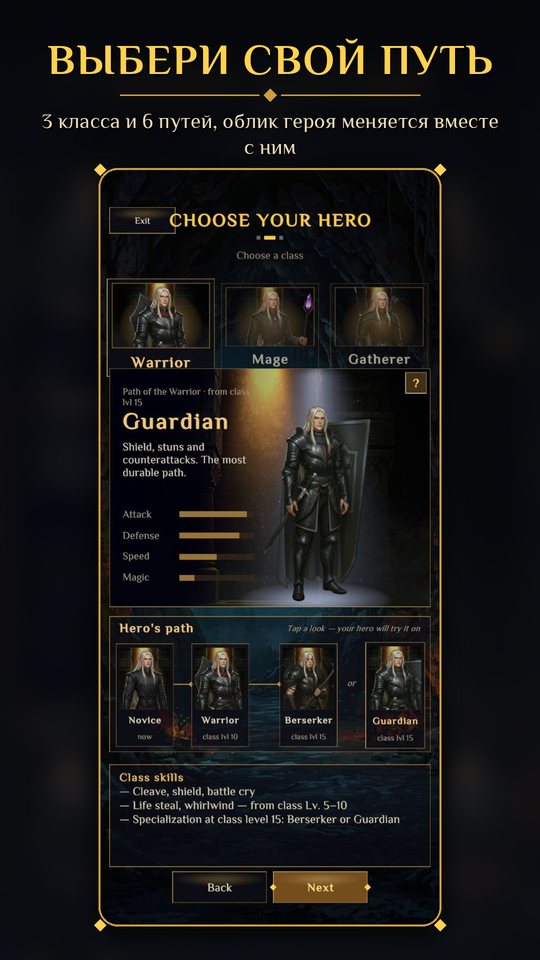 ВЫБЕРИ СВОЙ ПУТЬ
3 класса и 6 путей, облик героя меняется вместе
с ним
Exit
CHOOSE YOUR HERO
Choose a class
Warrior
Mage
Gatherer
Path of the Warrior · from class
lvl 15
?
Guardian
Shield, stuns and
counterattacks. The most
durable path.
Attack
Defense
Speed
Magic
Hero's path
Tap a look — your hero will try it on
Novice
now
Warrior
class lvl 10
Berserker
class lvl 15
or
Guardian
class lvl 15
Class skills
— Cleave, shield, battle cry
— Life steal, whirlwind — from class Lv. 5–10
— Specialization at class level 15: Berserker or Guardian
Back
Next